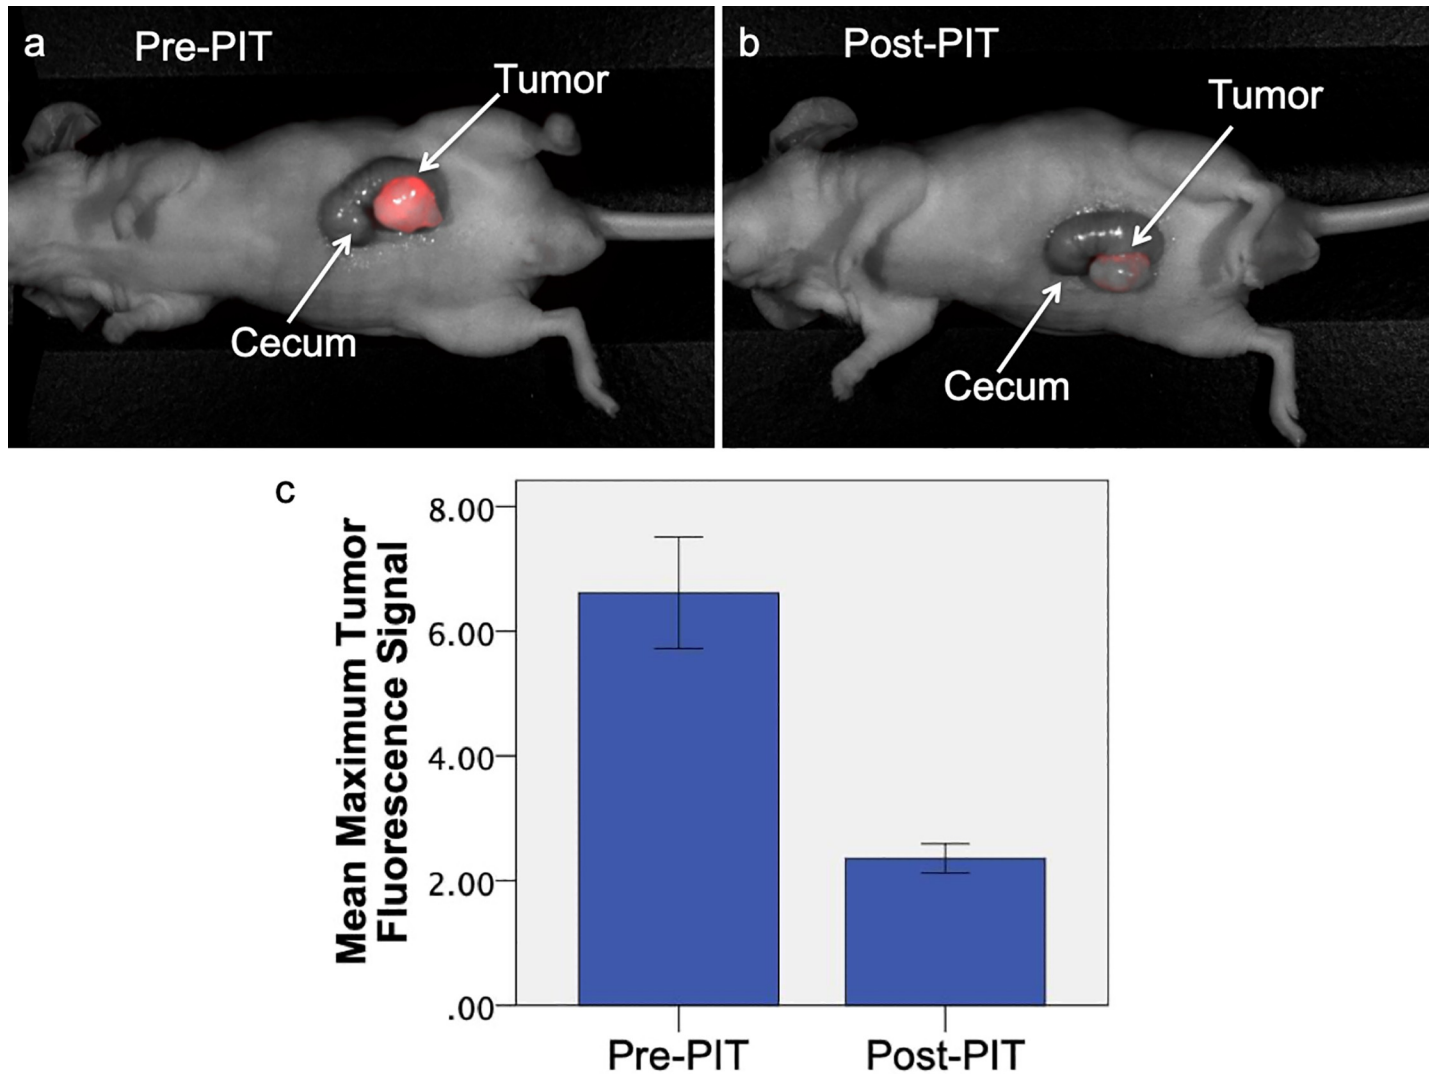 a
Pre-PIT
Tumor
Cecum
b
Post-PIT
Tumor
Cecum
c
Mean Maximum Tumor
Fluorescence Signal
8.00
6.00
4.00
2.00
.00
Pre-PIT
Post-PIT